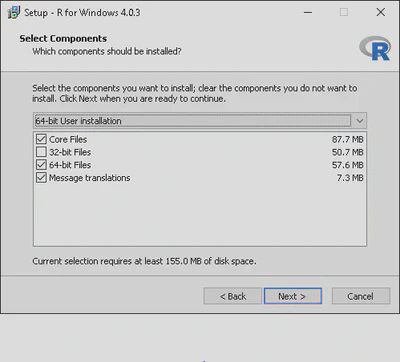 Setup - R for Windows 4.0.3
Select Components
Which components should be installed?
R
Select the components you want to install; clear the components you do not want to
install. Click Next when you are ready to continue.
64-bit User installation
Core Files 87.7 MB
32-bit Files 50.7 MB
64-bit Files 57.6 MB
Message translations 7.3 MB
Current selection requires at least 155.0 MB of disk space.
< Back Next > Cancel